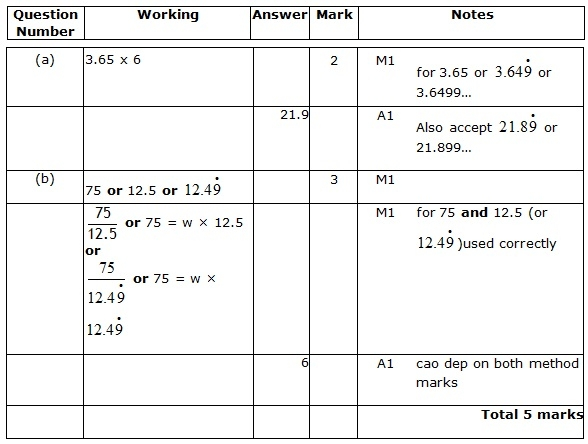 Question Number Working Answer Mark Notes
(a) 3.65 x 6 2 M1 for 3.65 or 3.649̇ or
3.6499...
21.9 A1 Also accept 21.89̇ or
21.899...
(b) 75 or 12.5 or 12.49̇ 3 M1
75/12.5 or 75 = w × 12.5 M1 for 75 and 12.5 (or
or 12.49̇ )used correctly
75/12.49̇ or 75 = w ×
12.49̇
6 A1 cao dep on both method
marks
Total 5 marks